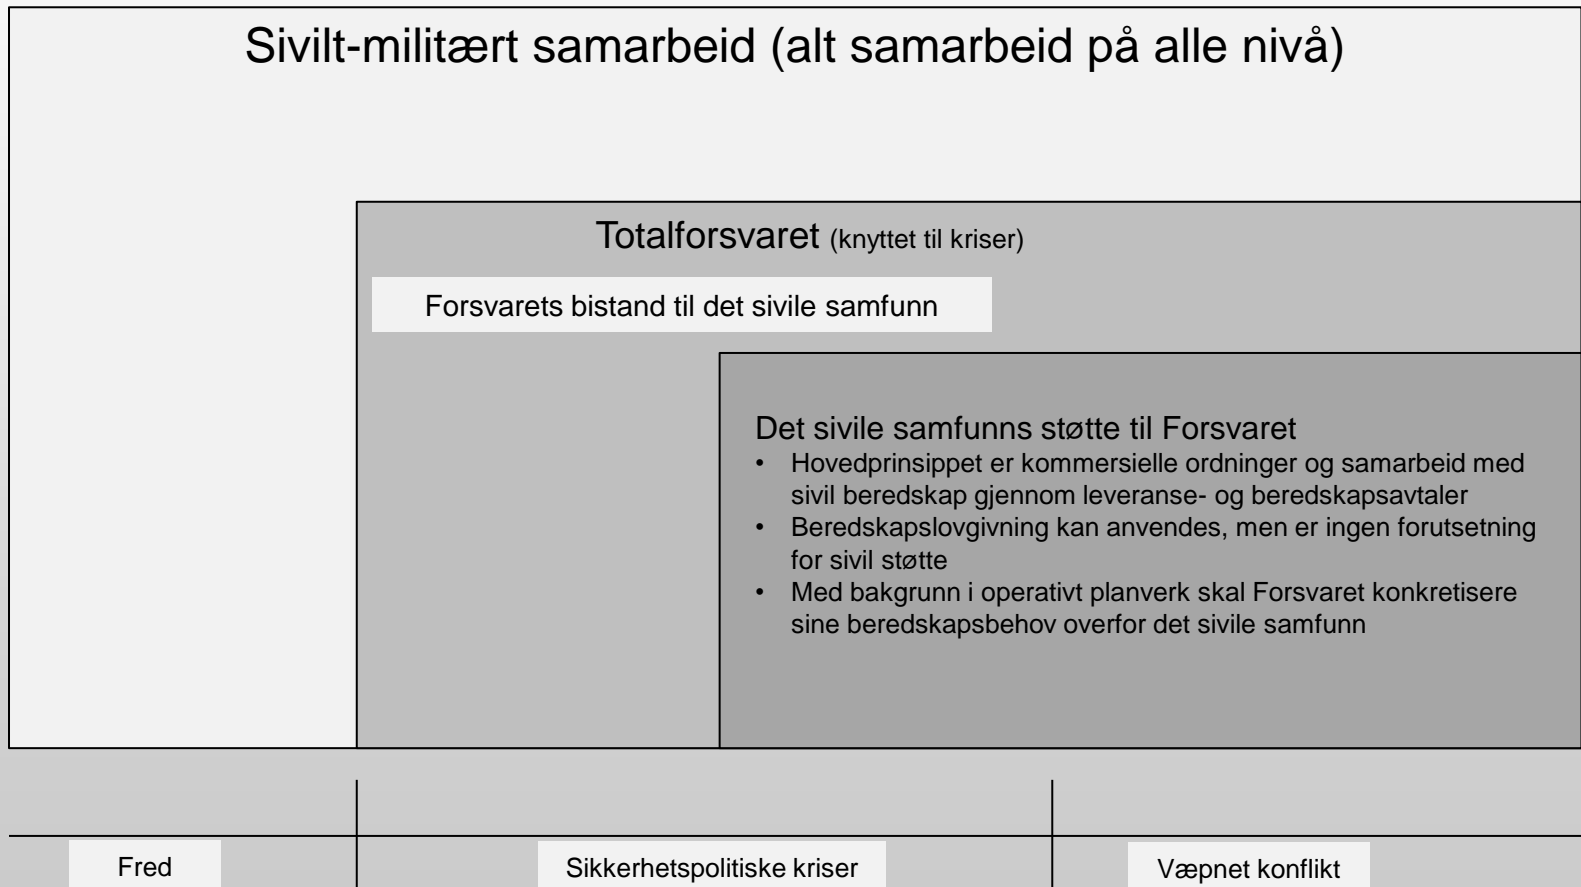 Sivilt-militært samarbeid (alt samarbeid på alle nivå)
Totalforsvaret (knyttet til kriser)
Forsvarets bistand til det sivile samfunn
Det sivile samfunns støtte til Forsvaret
• Hovedprinsippet er kommersielle ordninger og samarbeid med
sivil beredskap gjennom leveranse- og beredskapsavtaler
• Beredskapslovgivning kan anvendes, men er ingen forutsetning
for sivil støtte
• Med bakgrunn i operativt planverk skal Forsvaret konkretisere
sine beredskapsbehov overfor det sivile samfunn
Fred
Sikkerhetspolitiske kriser
Væpnet konflikt